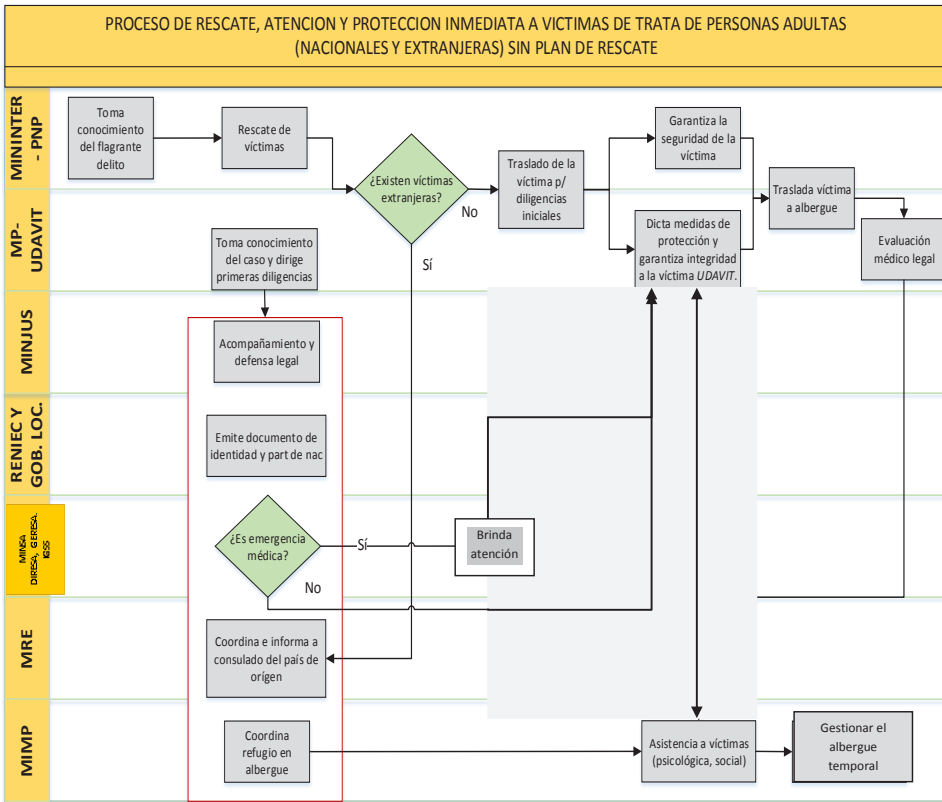 PROCESO DE RESCATE, ATENCION Y PROTECCION INMEDIATA A VICTIMAS DE TRATA DE PERSONAS ADULTAS
(NACIONALES Y EXTRANJERAS) SIN PLAN DE RESCATE
MININTER
- PNP
Toma
conocimiento
del flagrante
delito
Rescate de
víctimas
¿Existen víctimas
extranjeras?
No
Sí
Traslado de la
víctima p/
diligencias
iniciales
Garantiza la
seguridad de la
víctima
Traslada víctima
a albergue
MP-
UDAVIT
Toma conocimiento
del caso y dirige
primeras diligencias
Dicta medidas de
protección y
garantiza integridad
a la víctima UDAVIT.
Evaluación
médico legal
MINJUS
Acompañamiento y
defensa legal
RENIEC Y
GOB. LOC.
Emite documento de
identidad y part de nac
MINSA
DIRESA, GERESA.
IGSS
¿Es emergencia
médica?
Sí
No
Brinda
atención
MRE
Coordina e informa a
consulado del país de
orígen
MIMP
Coordina
refugio en
albergue
Asistencia a víctimas
(psicológica, social)
Gestionar el
albergue
temporal